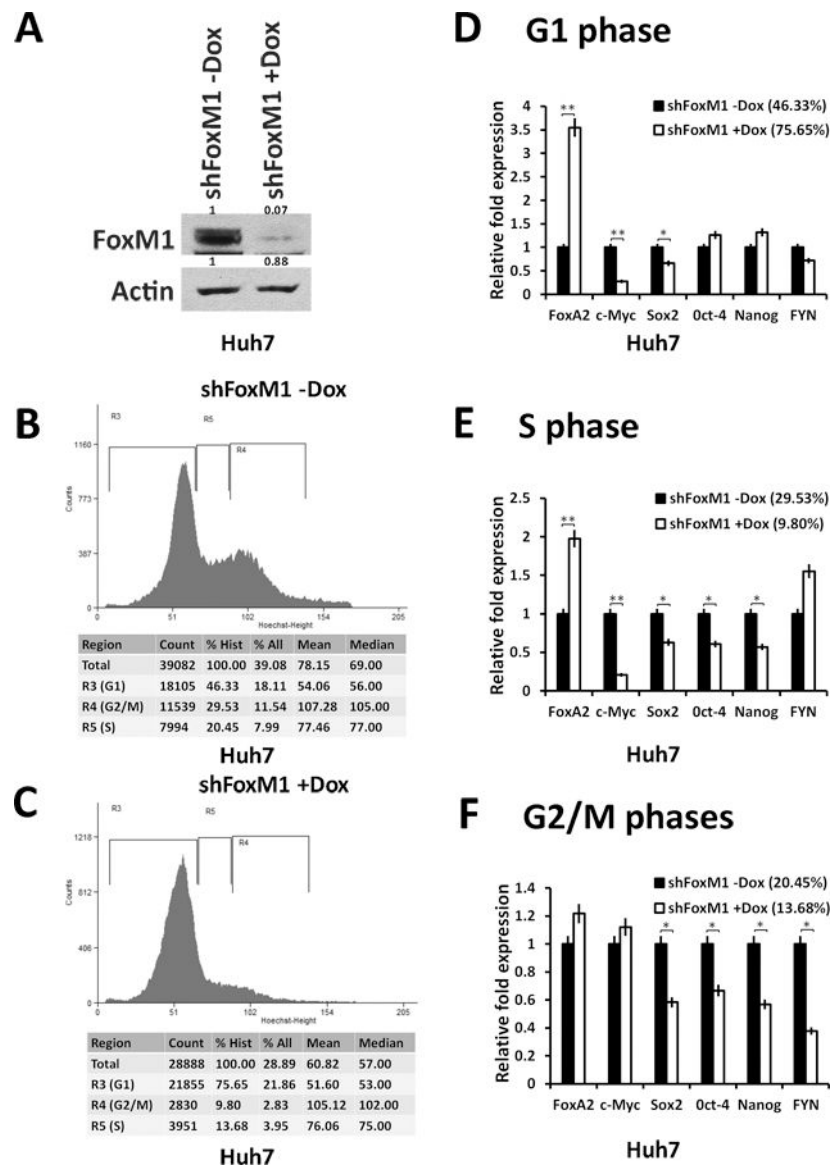 A
shFoxM1 -Dox
shFoxM1 +Dox
1 0.07
FoxM1
1 0.88
Actin
Huh7
B
shFoxM1 -Dox
R3
R5
R4
1160
773
387
0
Counts
51 102 154 205
Hoechst-Height
Region Count % Hist % All Mean Median
Total 39082 100.00 39.08 78.15 69.00
R3 (G1) 18105 46.33 18.11 54.06 56.00
R4 (G2/M) 11539 29.53 11.54 107.28 105.00
R5 (S) 7994 20.45 7.99 77.46 77.00
Huh7
C
shFoxM1 +Dox
R3
R5
R4
1218
812
406
0
Counts
0 51 102 154 205
Hoechst-Height
Region Count % Hist % All Mean Median
Total 28888 100.00 28.89 60.82 57.00
R3 (G1) 21855 75.65 21.86 51.60 53.00
R4 (G2/M) 2830 9.80 2.83 105.12 102.00
R5 (S) 3951 13.68 3.95 76.06 75.00
Huh7
D G1 phase
Relative fold expression
4
3.5
3
2.5
2
1.5
1
0.5
0
shFoxM1 -Dox (46.33%)
shFoxM1 +Dox (75.65%)
** ** *
FoxA2 c-Myc Sox2 0ct-4 Nanog FYN
Huh7
E S phase
Relative fold expression
2.5
2
1.5
1
0.5
0
shFoxM1 -Dox (29.53%)
shFoxM1 +Dox (9.80%)
** ** * * *
FoxA2 c-Myc Sox2 0ct-4 Nanog FYN
Huh7
F G2/M phases
Relative fold expression
1.4
1.2
1
0.8
0.6
0.4
0.2
0
shFoxM1 -Dox (20.45%)
shFoxM1 +Dox (13.68%)
* * * *
FoxA2 c-Myc Sox2 0ct-4 Nanog FYN
Huh7